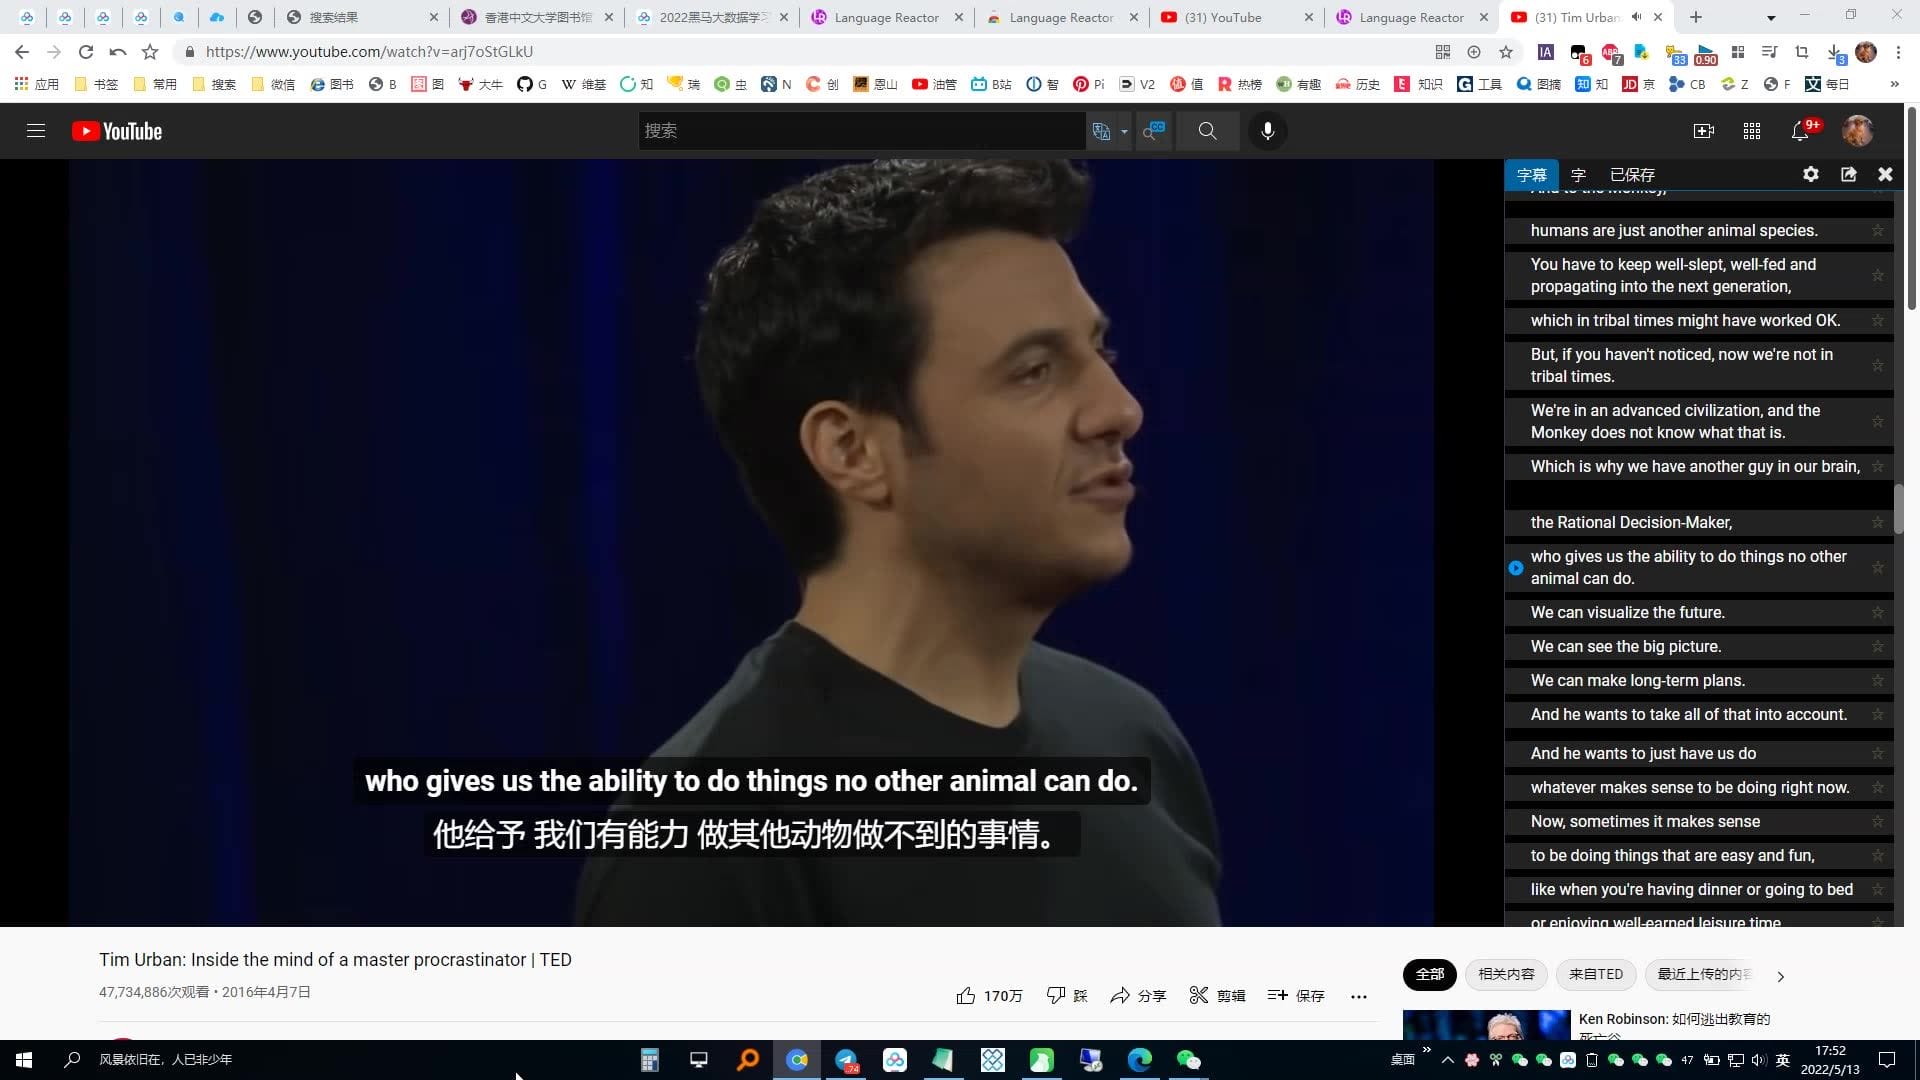 搜索结果
香港中文大学图书馆
2022黑马大数据学习
Language Reactor
Language Reactor
(31) YouTube
Language Reactor
(31) Tim Urban
https://www.youtube.com/watch?v=arj7oStGLkU
IA
6
ABP
7
33
0.90
3
应用
书签
常用
搜索
微信
图书
B
图
大牛
G
维基
知
瑞
虫
N
创
恩山
油管
B站
智
Pi
V2
值
热榜
有趣
历史
知识
工具
图摘
知
京
CB
Z
F
每日
»
YouTube
搜索
9+
字幕
字
已保存
And to the Monkey,
humans are just another animal species.
You have to keep well-slept, well-fed and
propagating into the next generation,
which in tribal times might have worked OK.
But, if you haven't noticed, now we're not in
tribal times.
We're in an advanced civilization, and the
Monkey does not know what that is.
Which is why we have another guy in our brain,
the Rational Decision-Maker,
who gives us the ability to do things no other
animal can do.
We can visualize the future.
We can see the big picture.
We can make long-term plans.
And he wants to take all of that into account.
And he wants to just have us do
whatever makes sense to be doing right now.
Now, sometimes it makes sense
to be doing things that are easy and fun,
like when you're having dinner or going to bed
or enjoying well-earned leisure time
who gives us the ability to do things no other animal can do.
他给予 我们有能力 做其他动物做不到的事情。
Tim Urban: Inside the mind of a master procrastinator | TED
47,734,886次观看 • 2016年4月7日
170万
踩
分享
剪辑
保存
全部
相关内容
来自TED
最近上传的内容
Ken Robinson: 如何逃出教育的
死亡谷
风景依旧在，人已非少年
74
桌面
»
47
英
17:52
2022/5/13